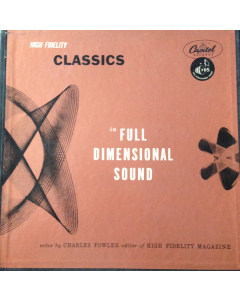 HIGH FIDELITY
CLASSICS
Capitol
in FULL
DIMENSIONAL
SOUND
notes by CHARLES FOWLER editor of HIGH FIDELITY MAGAZINE